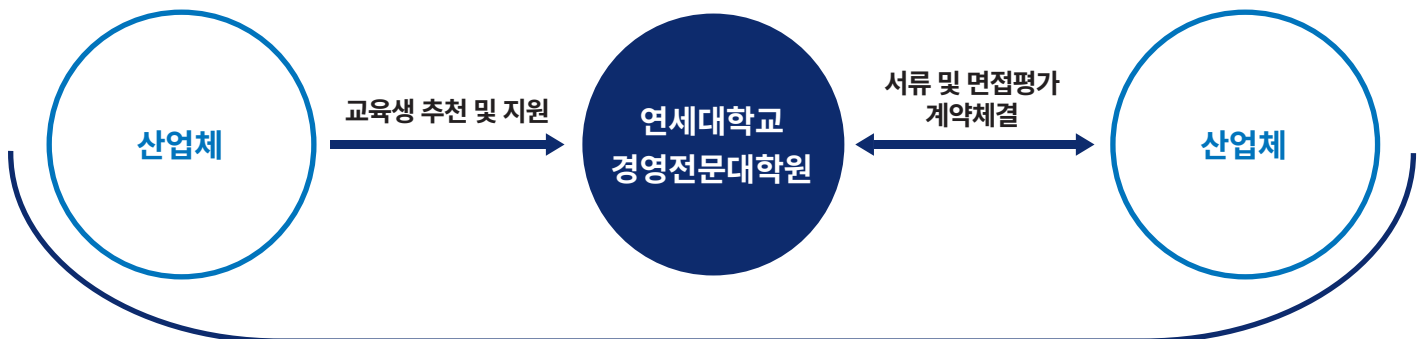 산업체
교육생 추천 및 지원
연세대학교
경영전문대학원
서류 및 면접평가
계약체결
산업체